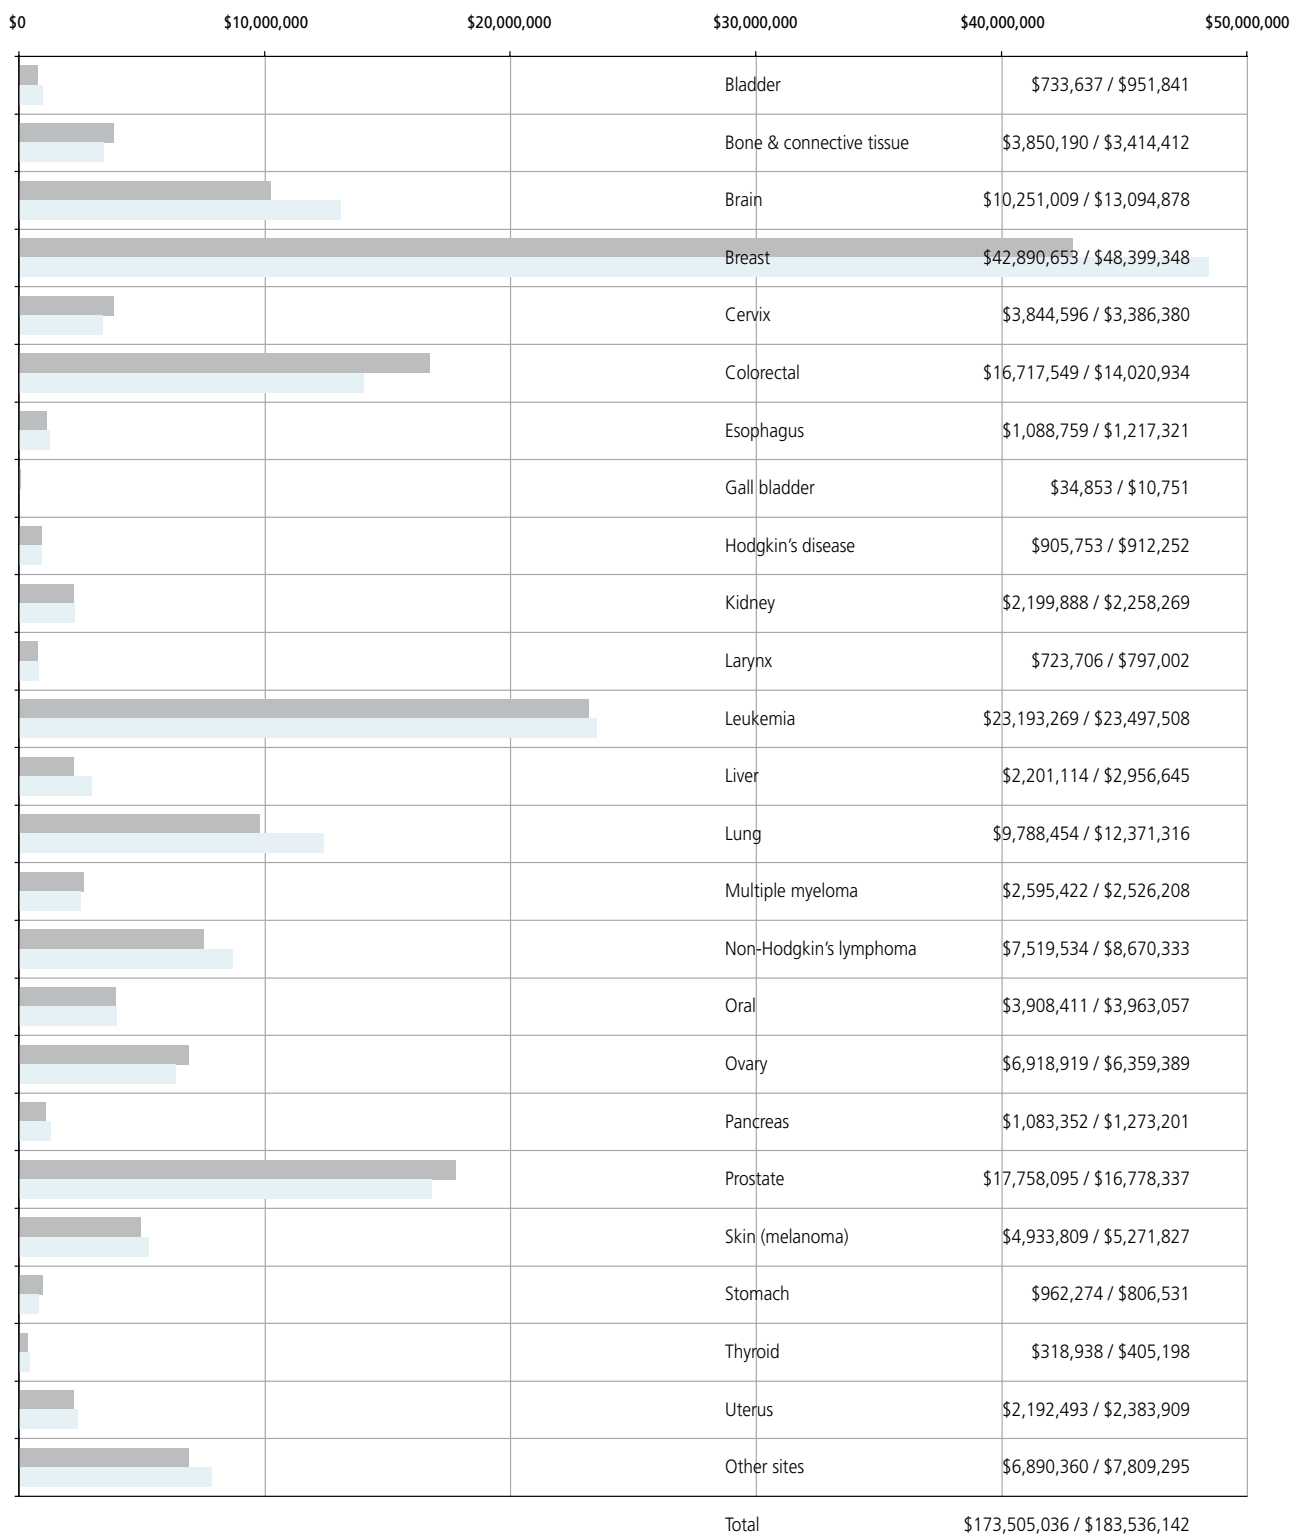 $0 $10,000,000 $20,000,000 $30,000,000 $40,000,000 $50,000,000
Bladder $733,637 / $951,841
Bone & connective tissue $3,850,190 / $3,414,412
Brain $10,251,009 / $13,094,878
Breast $42,890,653 / $48,399,348
Cervix $3,844,596 / $3,386,380
Colorectal $16,717,549 / $14,020,934
Esophagus $1,088,759 / $1,217,321
Gall bladder $34,853 / $10,751
Hodgkin’s disease $905,753 / $912,252
Kidney $2,199,888 / $2,258,269
Larynx $723,706 / $797,002
Leukemia $23,193,269 / $23,497,508
Liver $2,201,114 / $2,956,645
Lung $9,788,454 / $12,371,316
Multiple myeloma $2,595,422 / $2,526,208
Non-Hodgkin’s lymphoma $7,519,534 / $8,670,333
Oral $3,908,411 / $3,963,057
Ovary $6,918,919 / $6,359,389
Pancreas $1,083,352 / $1,273,201
Prostate $17,758,095 / $16,778,337
Skin (melanoma) $4,933,809 / $5,271,827
Stomach $962,274 / $806,531
Thyroid $318,938 / $405,198
Uterus $2,192,493 / $2,383,909
Other sites $6,890,360 / $7,809,295
Total $173,505,036 / $183,536,142